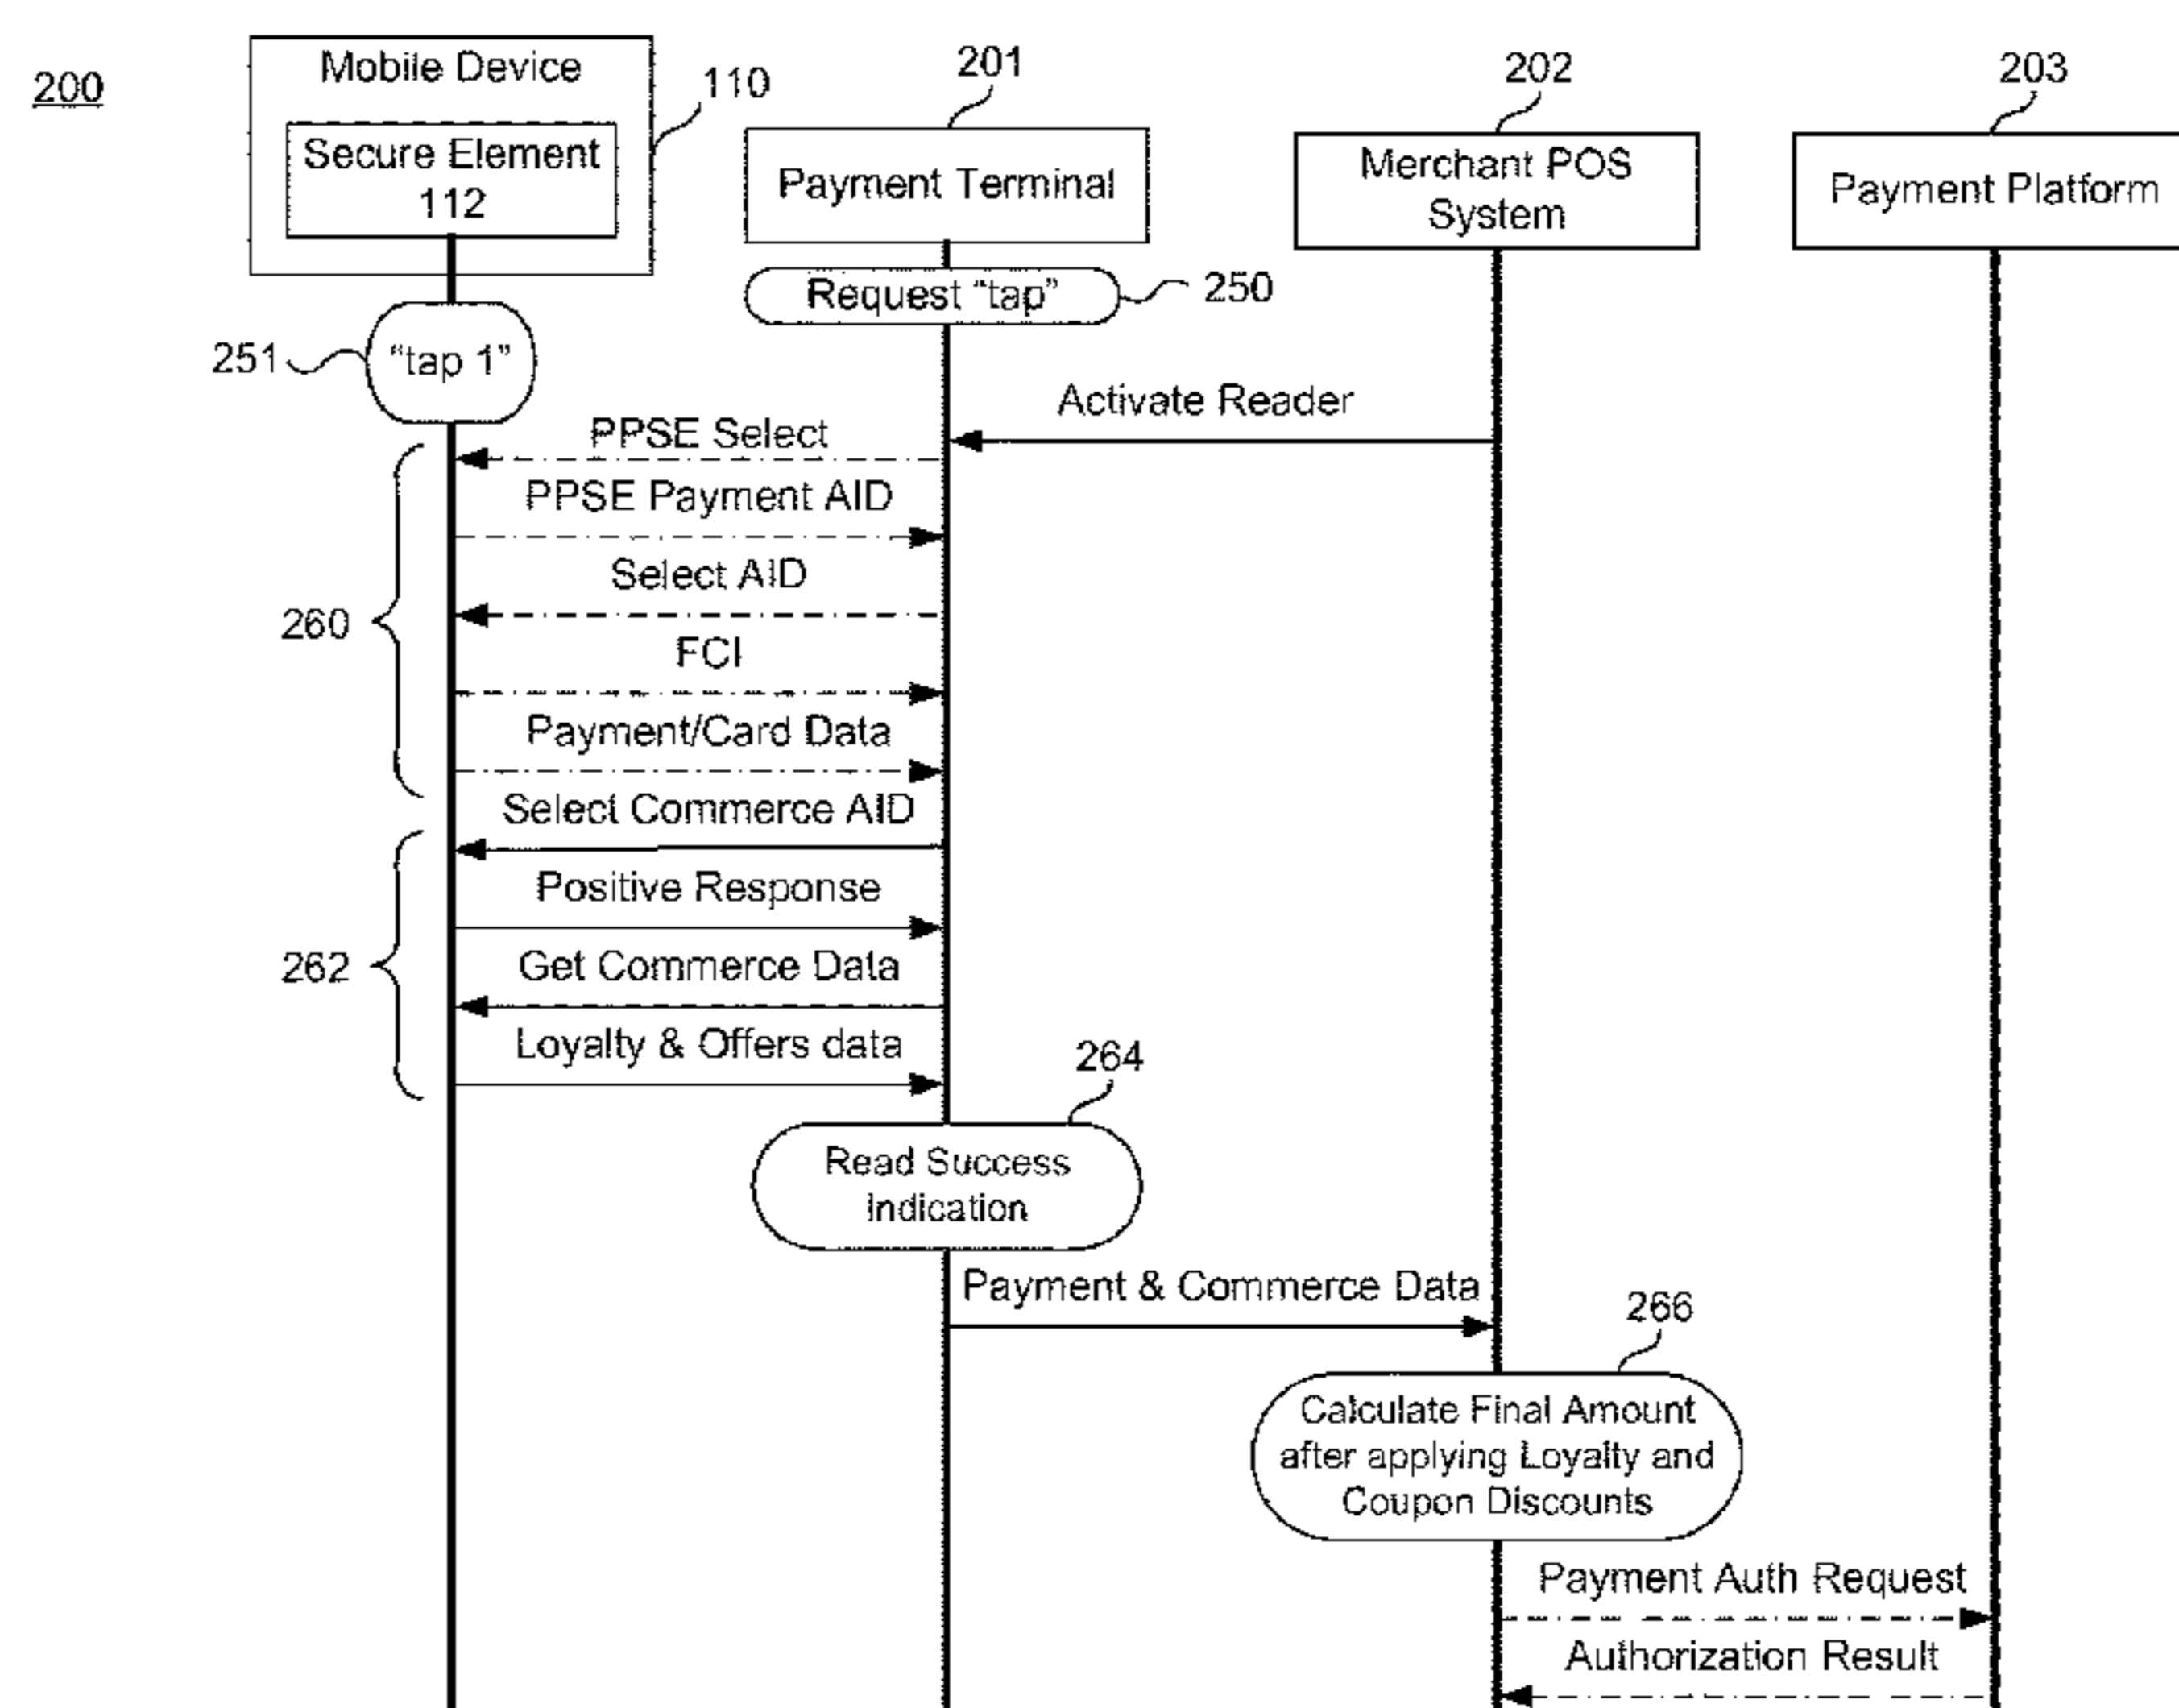 200
Mobile Device
Secure Element
112
110
201
Payment Terminal
202
Merchant POS
System
203
Payment Platform
Request “tap”
250
251
“tap 1”
Activate Reader
PPSE Select
PPSE Payment AID
Select AID
260
FCI
Payment/Card Data
Select Commerce AID
Positive Response
262
Get Commerce Data
Loyalty & Offers data
264
Read Success
Indication
Payment & Commerce Data
266
Calculate Final Amount
after applying Loyalty and
Coupon Discounts
Payment Auth Request
Authorization Result